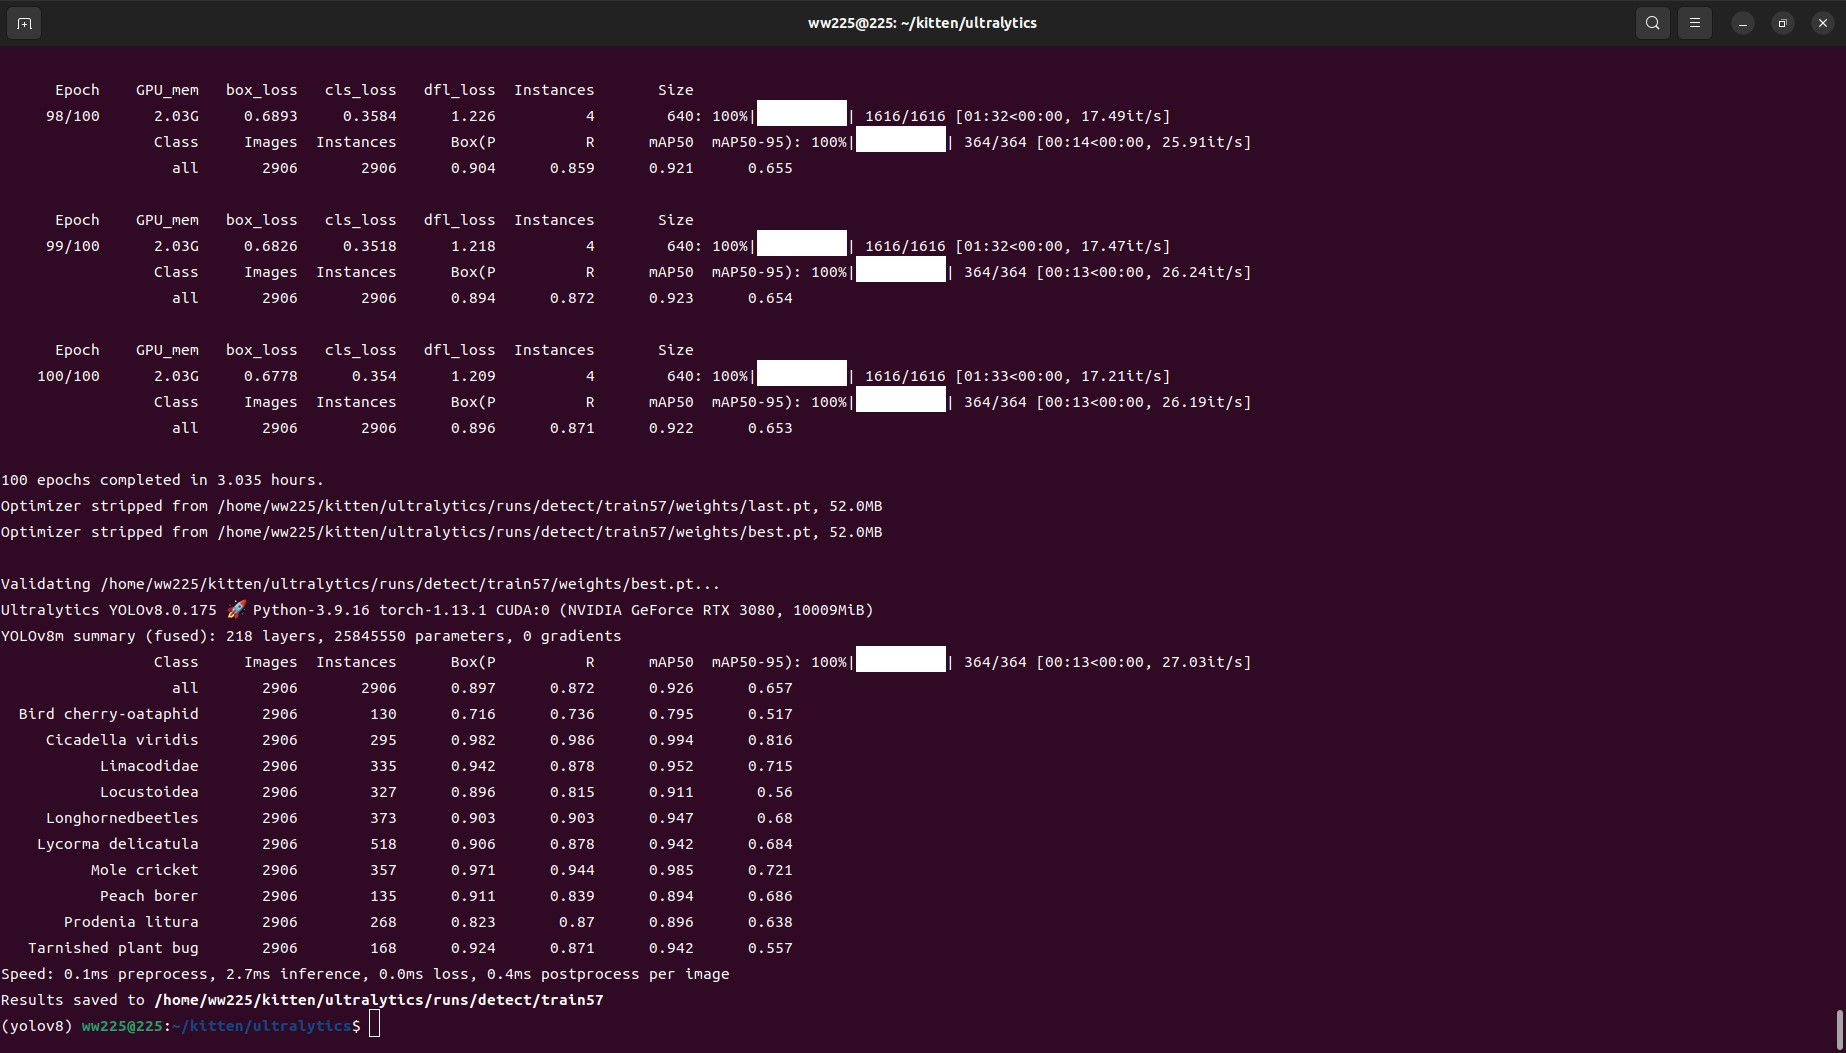 ww225@225: ~/kitten/ultralytics
Epoch GPU_mem box_loss cls_loss dfl_loss Instances Size
98/100 2.03G 0.6893 0.3584 1.226 4 640: 100%| | 1616/1616 [01:32<00:00, 17.49it/s]
Class Images Instances Box(P R mAP50 mAP50-95): 100%| | 364/364 [00:14<00:00, 25.91it/s]
all 2906 2906 0.904 0.859 0.921 0.655
Epoch GPU_mem box_loss cls_loss dfl_loss Instances Size
99/100 2.03G 0.6826 0.3518 1.218 4 640: 100%| | 1616/1616 [01:32<00:00, 17.47it/s]
Class Images Instances Box(P R mAP50 mAP50-95): 100%| | 364/364 [00:13<00:00, 26.24it/s]
all 2906 2906 0.894 0.872 0.923 0.654
Epoch GPU_mem box_loss cls_loss dfl_loss Instances Size
100/100 2.03G 0.6778 0.354 1.209 4 640: 100%| | 1616/1616 [01:33<00:00, 17.21it/s]
Class Images Instances Box(P R mAP50 mAP50-95): 100%| | 364/364 [00:13<00:00, 26.19it/s]
all 2906 2906 0.896 0.871 0.922 0.653
100 epochs completed in 3.035 hours.
Optimizer stripped from /home/ww225/kitten/ultralytics/runs/detect/train57/weights/last.pt, 52.0MB
Optimizer stripped from /home/ww225/kitten/ultralytics/runs/detect/train57/weights/best.pt, 52.0MB
Validating /home/ww225/kitten/ultralytics/runs/detect/train57/weights/best.pt...
Ultralytics YOLOv8.0.175 🚀 Python-3.9.16 torch-1.13.1 CUDA:0 (NVIDIA GeForce RTX 3080, 10009MiB)
YOLOv8m summary (fused): 218 layers, 25845550 parameters, 0 gradients
Class Images Instances Box(P R mAP50 mAP50-95): 100%| | 364/364 [00:13<00:00, 27.03it/s]
all 2906 2906 0.897 0.872 0.926 0.657
Bird cherry-oataphid 2906 130 0.716 0.736 0.795 0.517
Cicadella viridis 2906 295 0.982 0.986 0.994 0.816
Limacodidae 2906 335 0.942 0.878 0.952 0.715
Locustoidea 2906 327 0.896 0.815 0.911 0.56
Longhornedbeetles 2906 373 0.903 0.903 0.947 0.68
Lycorma delicatula 2906 518 0.906 0.878 0.942 0.684
Mole cricket 2906 357 0.971 0.944 0.985 0.721
Peach borer 2906 135 0.911 0.839 0.894 0.686
Prodenia litura 2906 268 0.823 0.87 0.896 0.638
Tarnished plant bug 2906 168 0.924 0.871 0.942 0.557
Speed: 0.1ms preprocess, 2.7ms inference, 0.0ms loss, 0.4ms postprocess per image
Results saved to /home/ww225/kitten/ultralytics/runs/detect/train57
(yolov8) ww225@225:~/kitten/ultralytics$